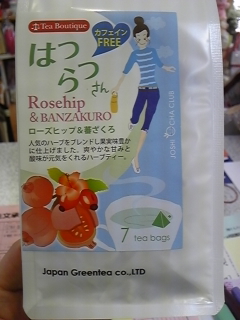 Tea Boutique
カフェイン
FREE
はつ
らつ
さん
Rosehip
& BANZAKURO
ローズヒップ&番ざくろ
人気のハーブをブレンドし果実味豊か
に仕上げました。爽やかな甘みと
酸味が元気をくれるハーブティー。
JOSHI CHA CLUB
7
tea bags
Japan Greentea co.,LTD